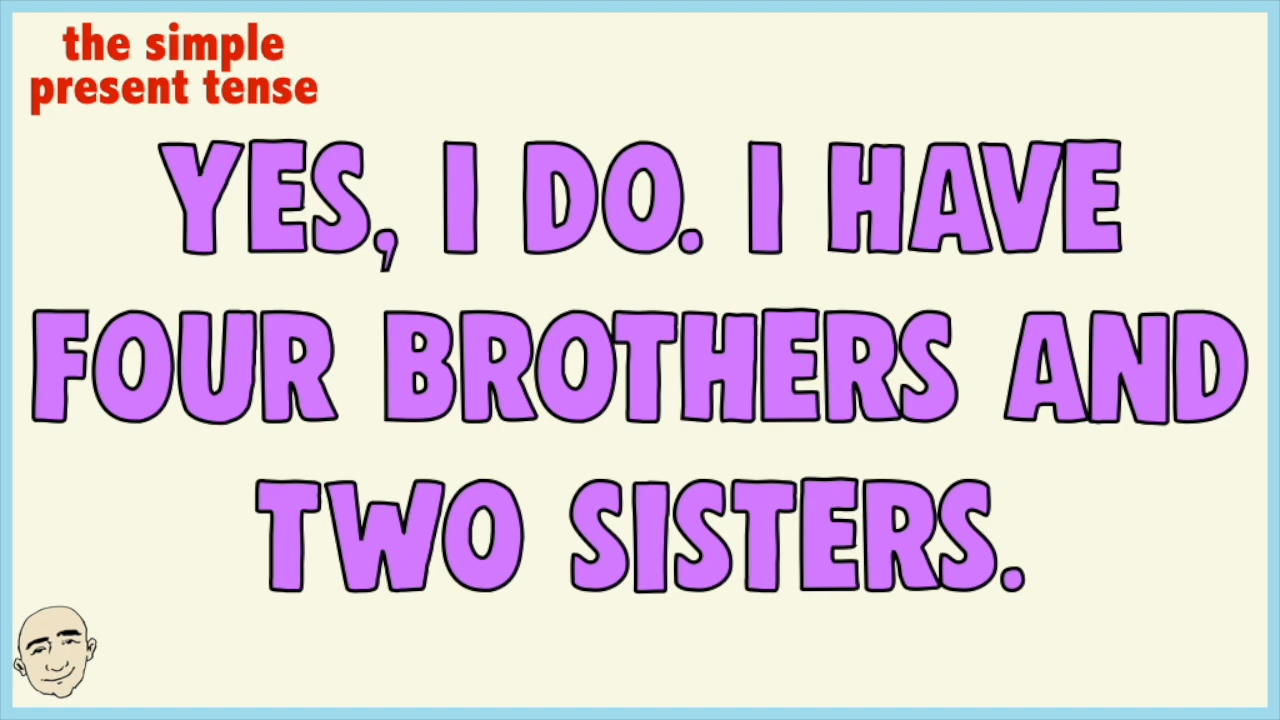 the simple
present tense
YES, I DO. I HAVE
FOUR BROTHERS AND
TWO SISTERS.